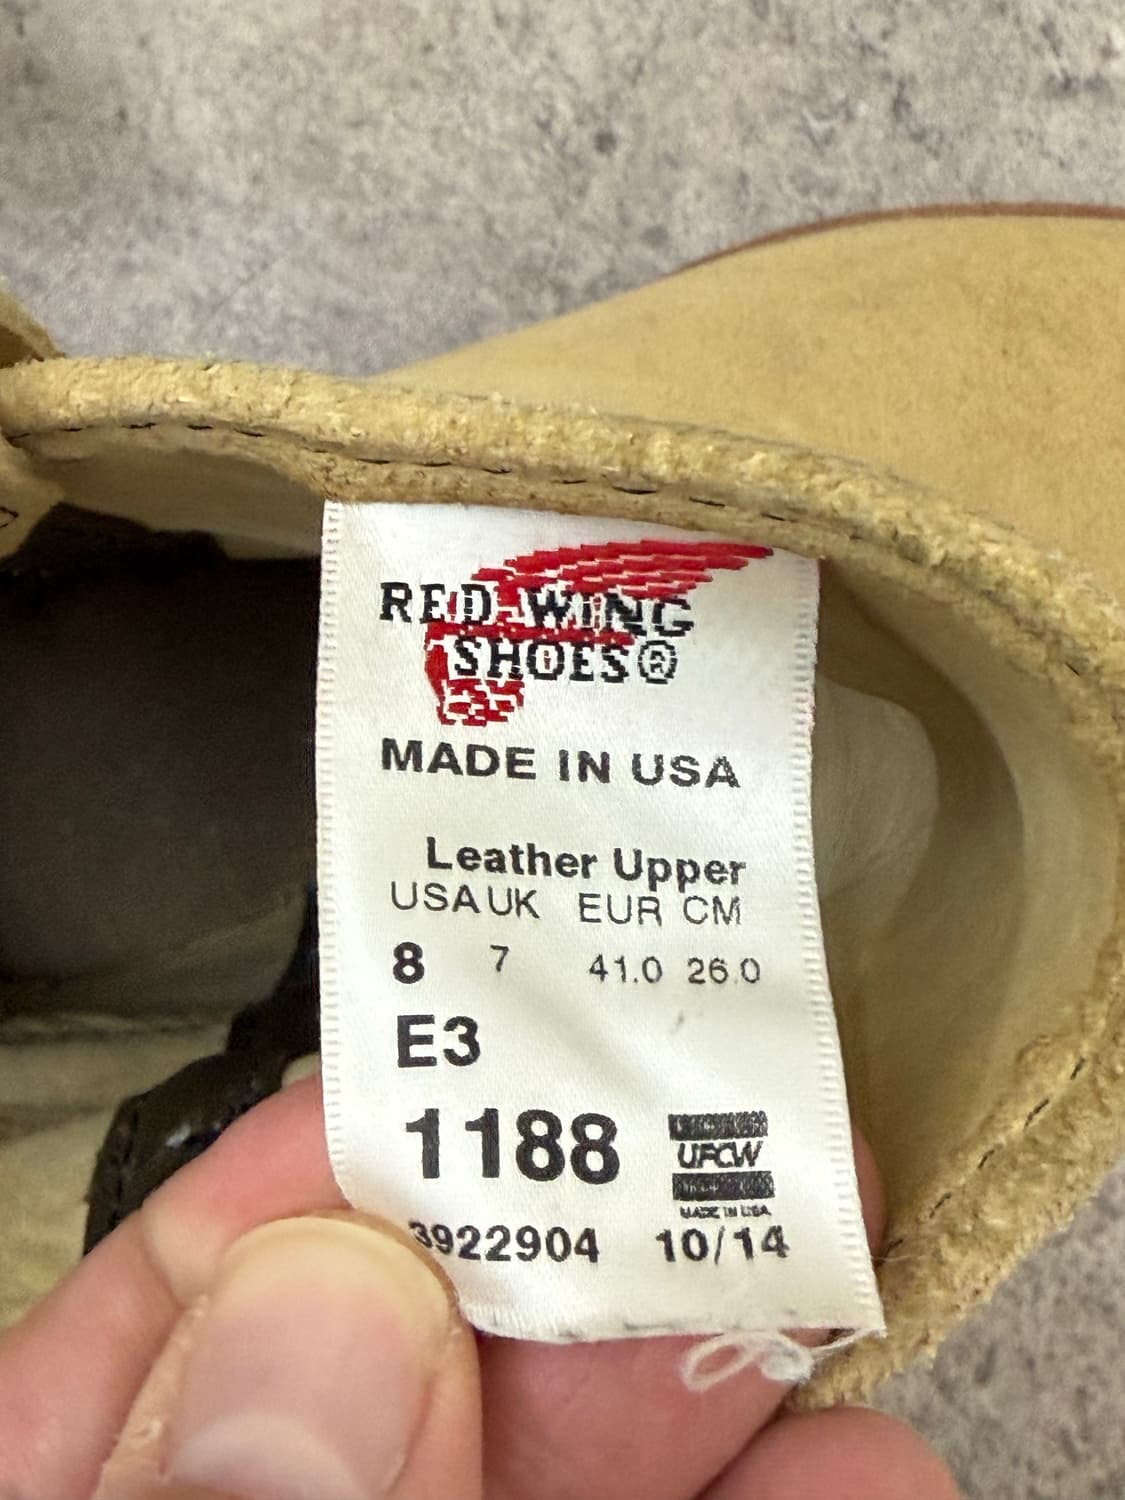 RED WING
SHOES®
MADE IN USA
Leather Upper
USA UK EUR CM
8 7 41.0 26.0
E3
1188
UFCW
MADE IN USA
3922904 10/14